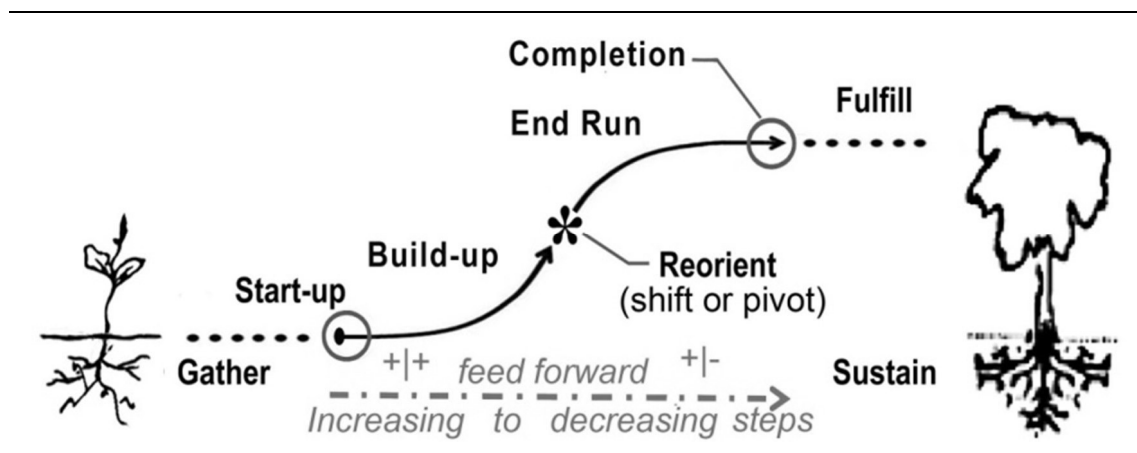 Completion
Fulfill
End Run
*
Build-up
Reorient
(shift or pivot)
Start-up
Gather
+|+ feed forward +|-
Sustain
Increasing to decreasing steps